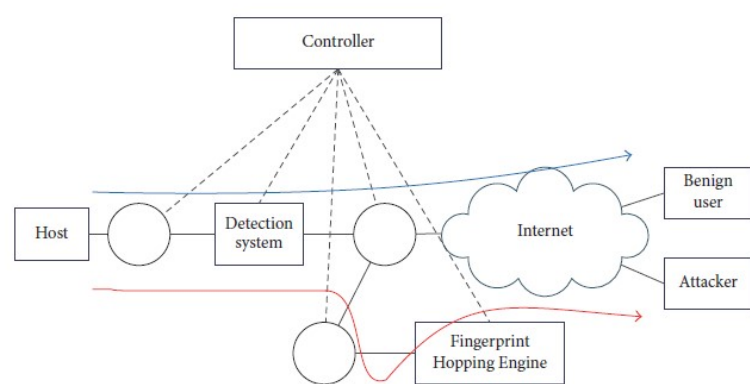 Controller
Benign
user
Host
Detection
system
Internet
Attacker
Fingerprint
Hopping Engine